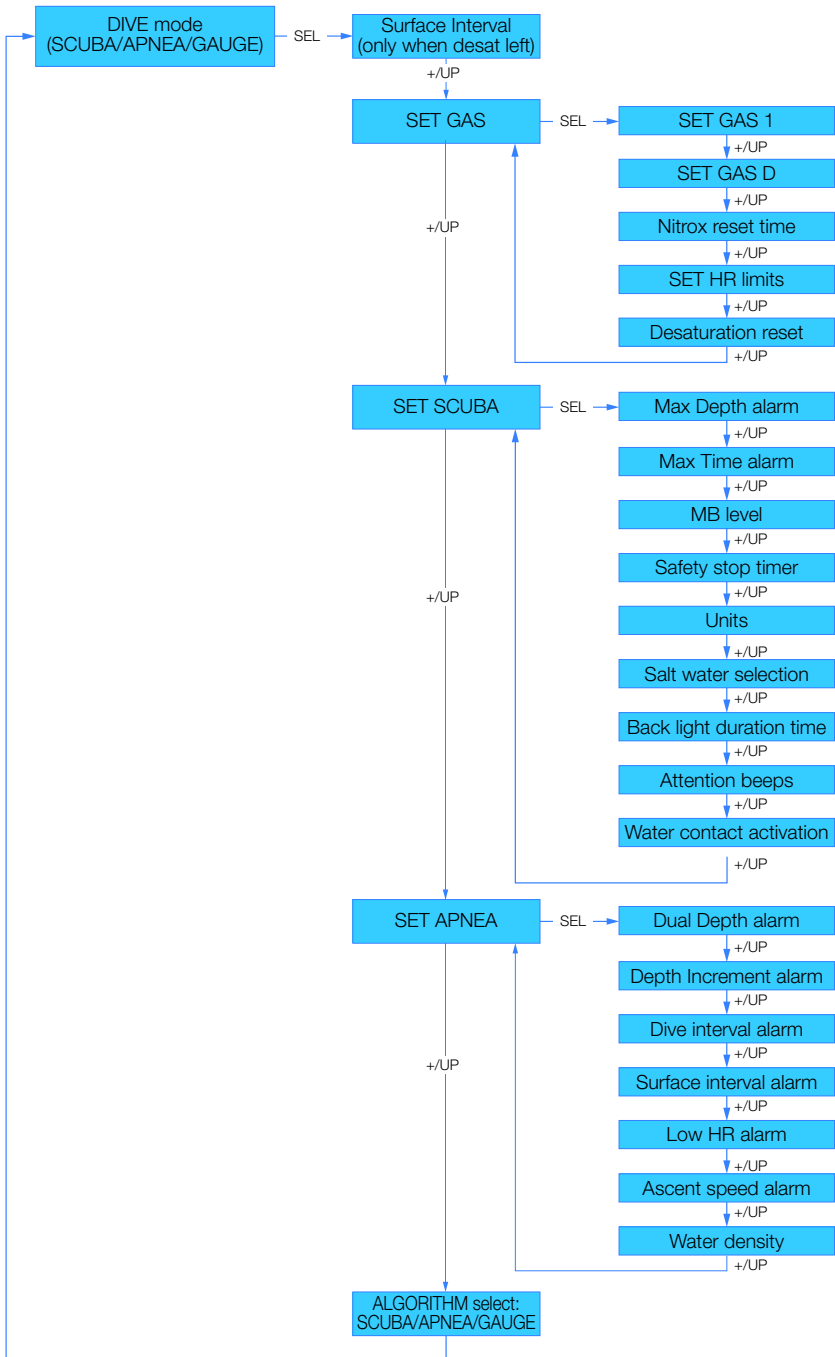 DIVE mode
(SCUBA/APNEA/GAUGE)
SEL
Surface Interval
(only when desat left)
+/UP
SET GAS
SEL
SET GAS 1
+/UP
SET GAS D
+/UP
Nitrox reset time
+/UP
SET HR limits
+/UP
Desaturation reset
+/UP
+/UP
SET SCUBA
SEL
Max Depth alarm
+/UP
Max Time alarm
+/UP
MB level
+/UP
Safety stop timer
+/UP
Units
+/UP
Salt water selection
+/UP
Back light duration time
+/UP
Attention beeps
+/UP
Water contact activation
+/UP
+/UP
SET APNEA
SEL
Dual Depth alarm
+/UP
Depth Increment alarm
+/UP
Dive interval alarm
+/UP
Surface interval alarm
+/UP
Low HR alarm
+/UP
Ascent speed alarm
+/UP
Water density
+/UP
+/UP
ALGORITHM select:
SCUBA/APNEA/GAUGE